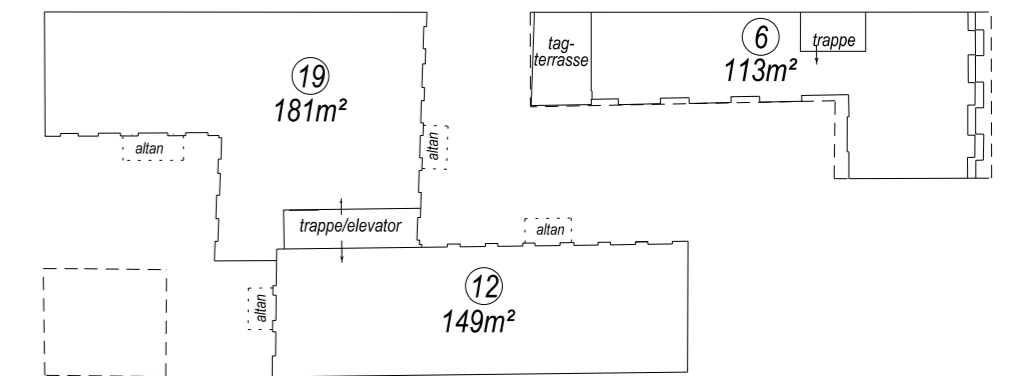 19
181m²
altan
altan
trappe/elevator
altan
12
149m²
altan
tag-
terrasse
6
113m²
trappe